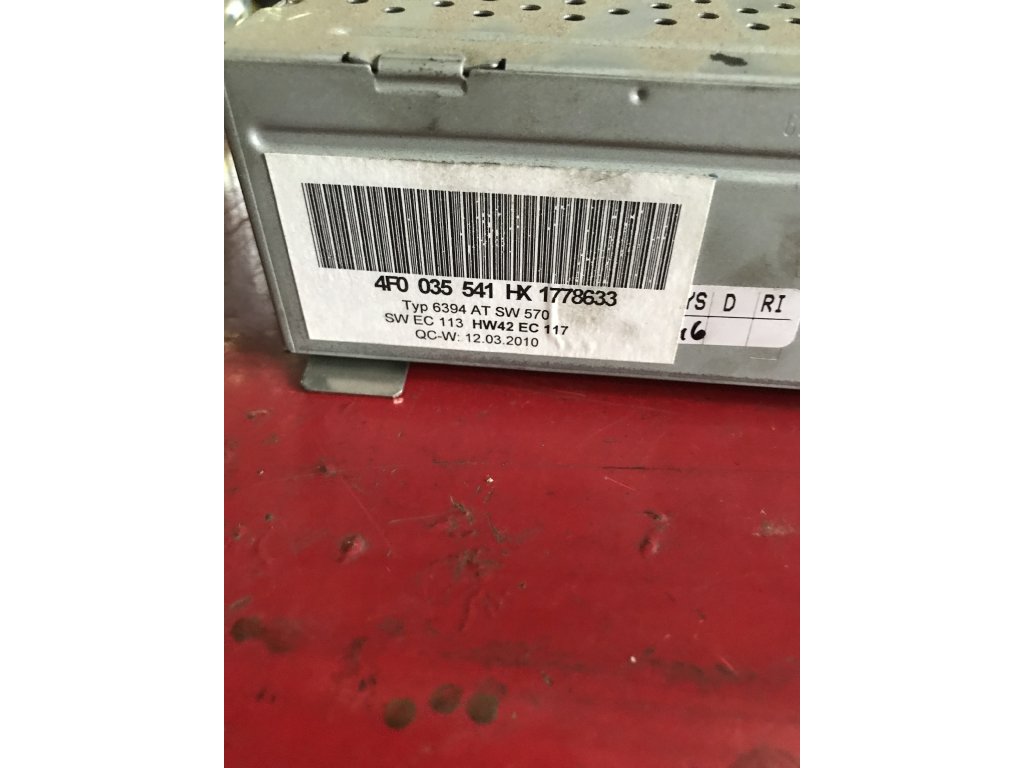 4F0 035 541 HX 1778633
Typ 6394 AT SW 570
SW EC 113 HW42 EC 117
QC-W: 12.03.2010
YS D RI